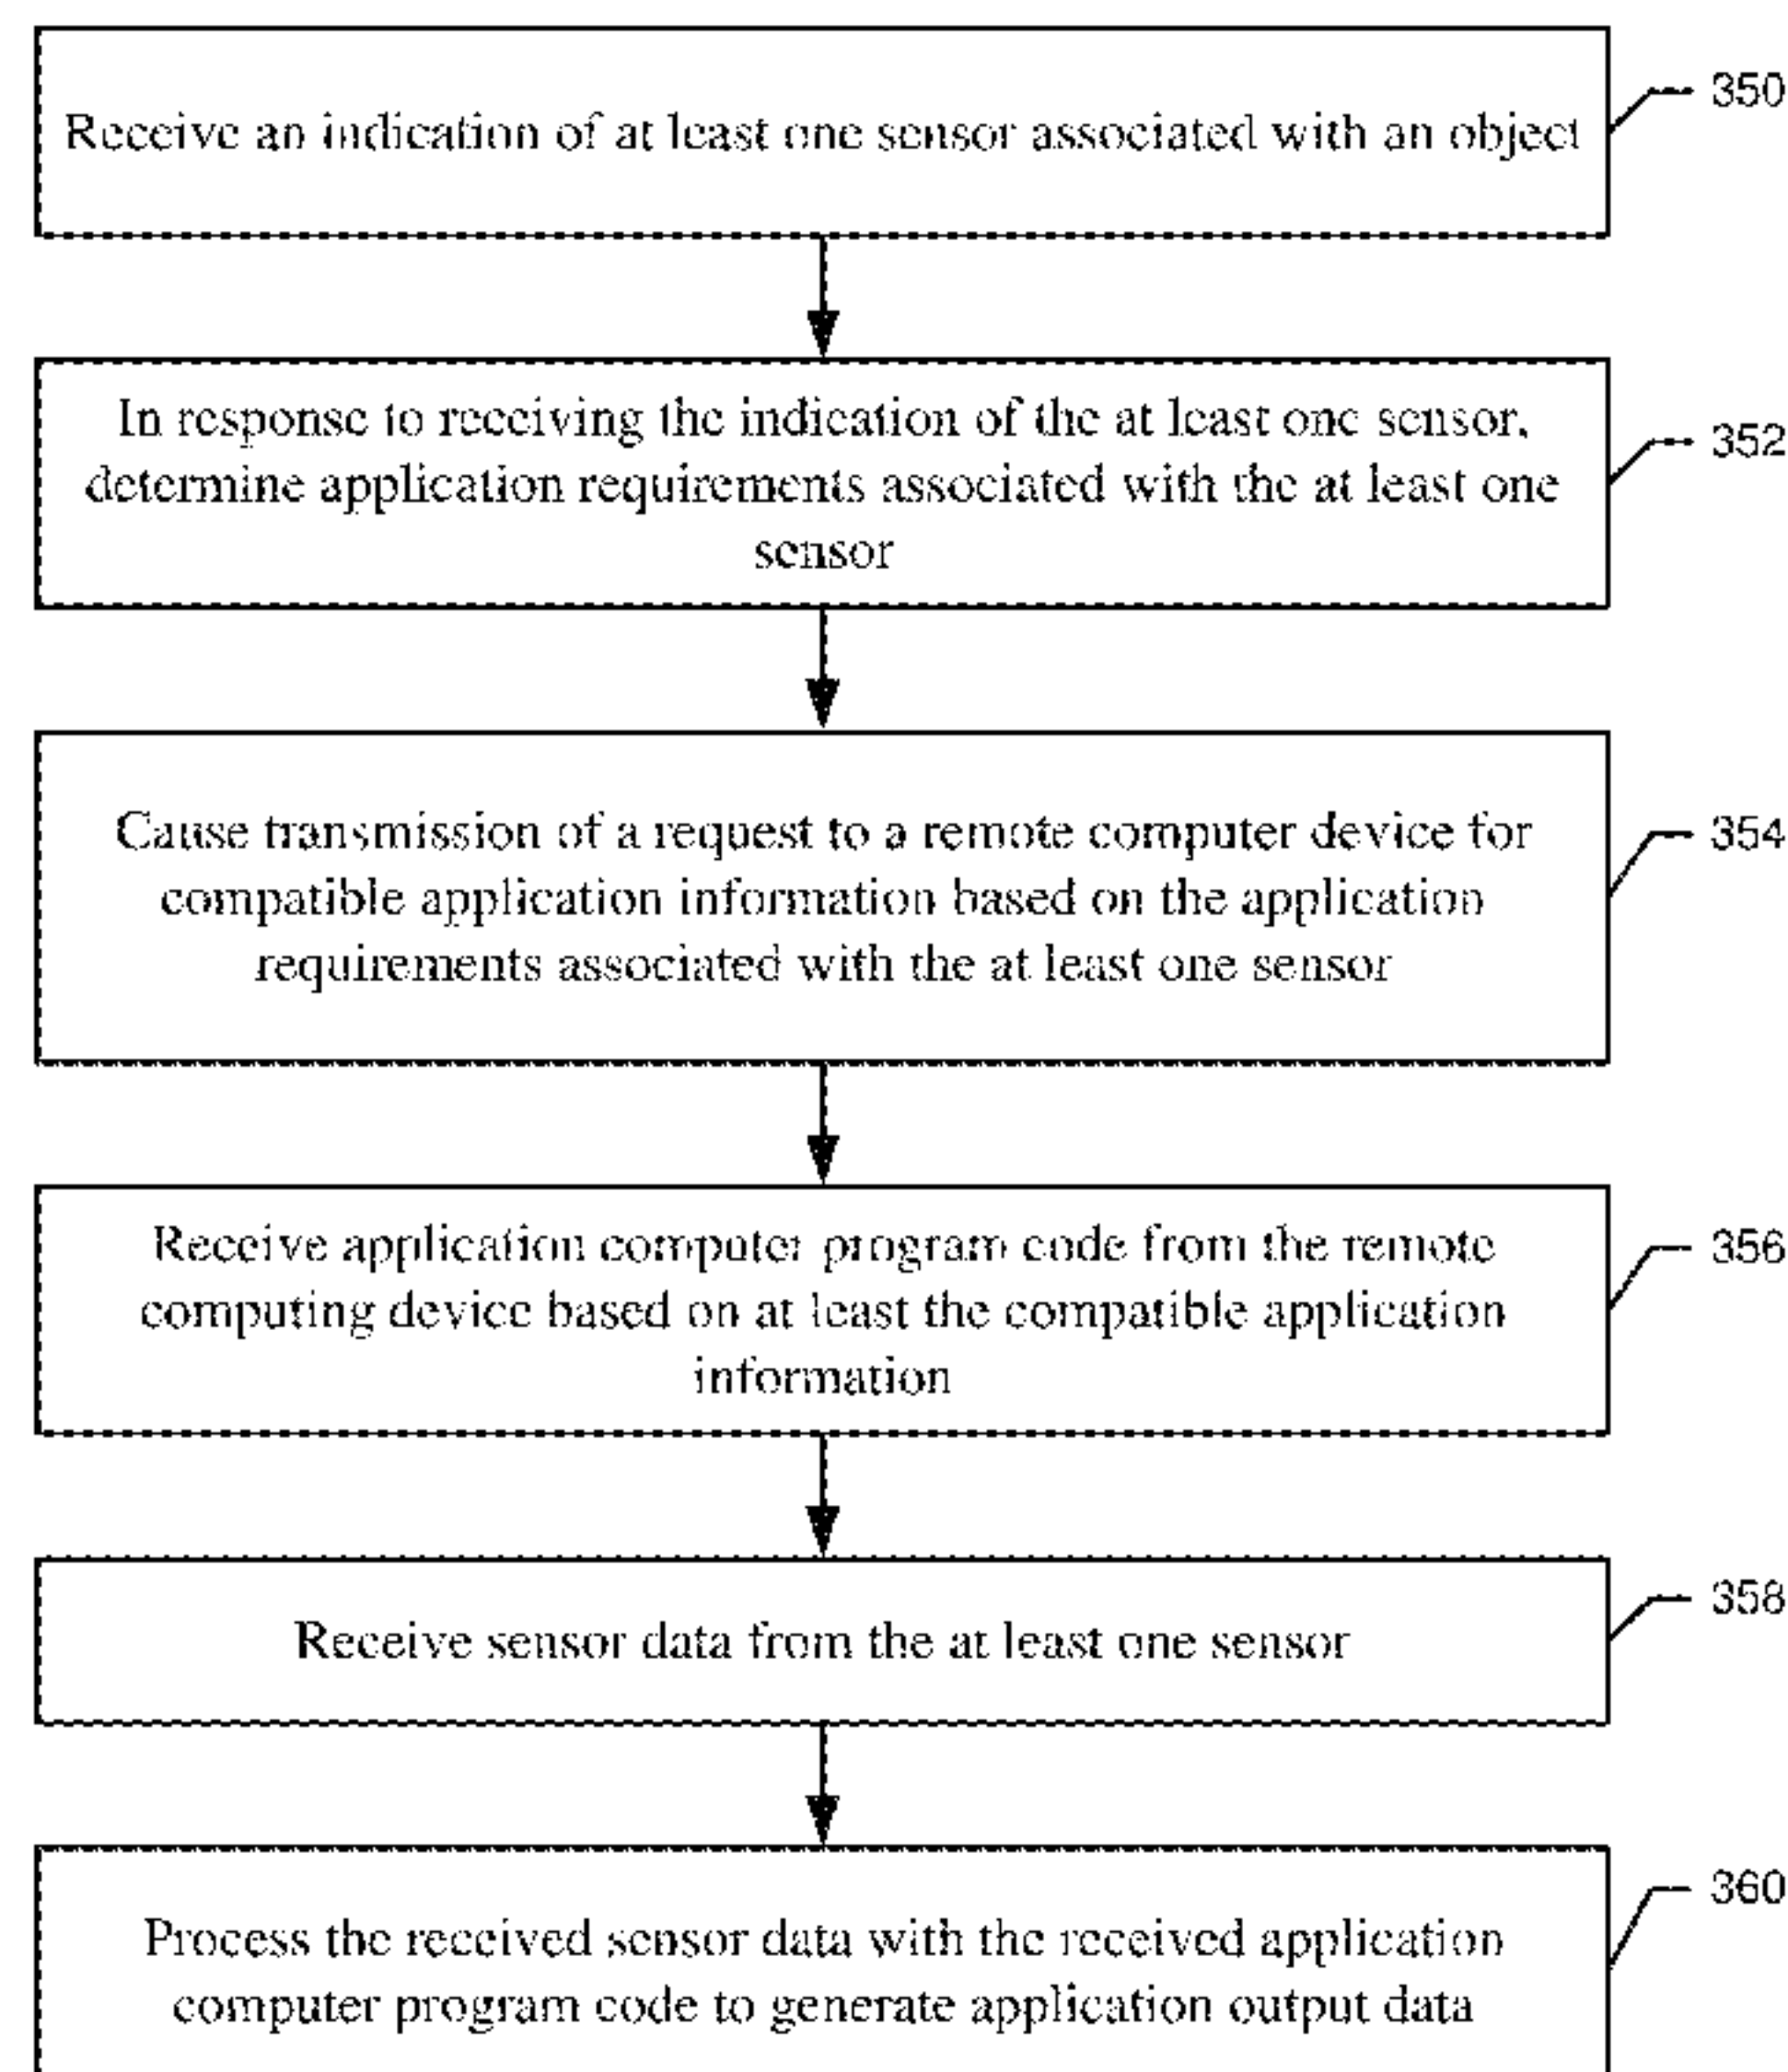 Receive an indication of at least one sensor associated with an object
350
In response to receiving the indication of the at least one sensor,
determine application requirements associated with the at least one
sensor
352
Cause transmission of a request to a remote computer device for
compatible application information based on the application
requirements associated with the at least one sensor
354
Receive application computer program code from the remote
computing device based on at least the compatible application
information
356
Receive sensor data from the at least one sensor
358
Process the received sensor data with the received application
computer program code to generate application output data
360